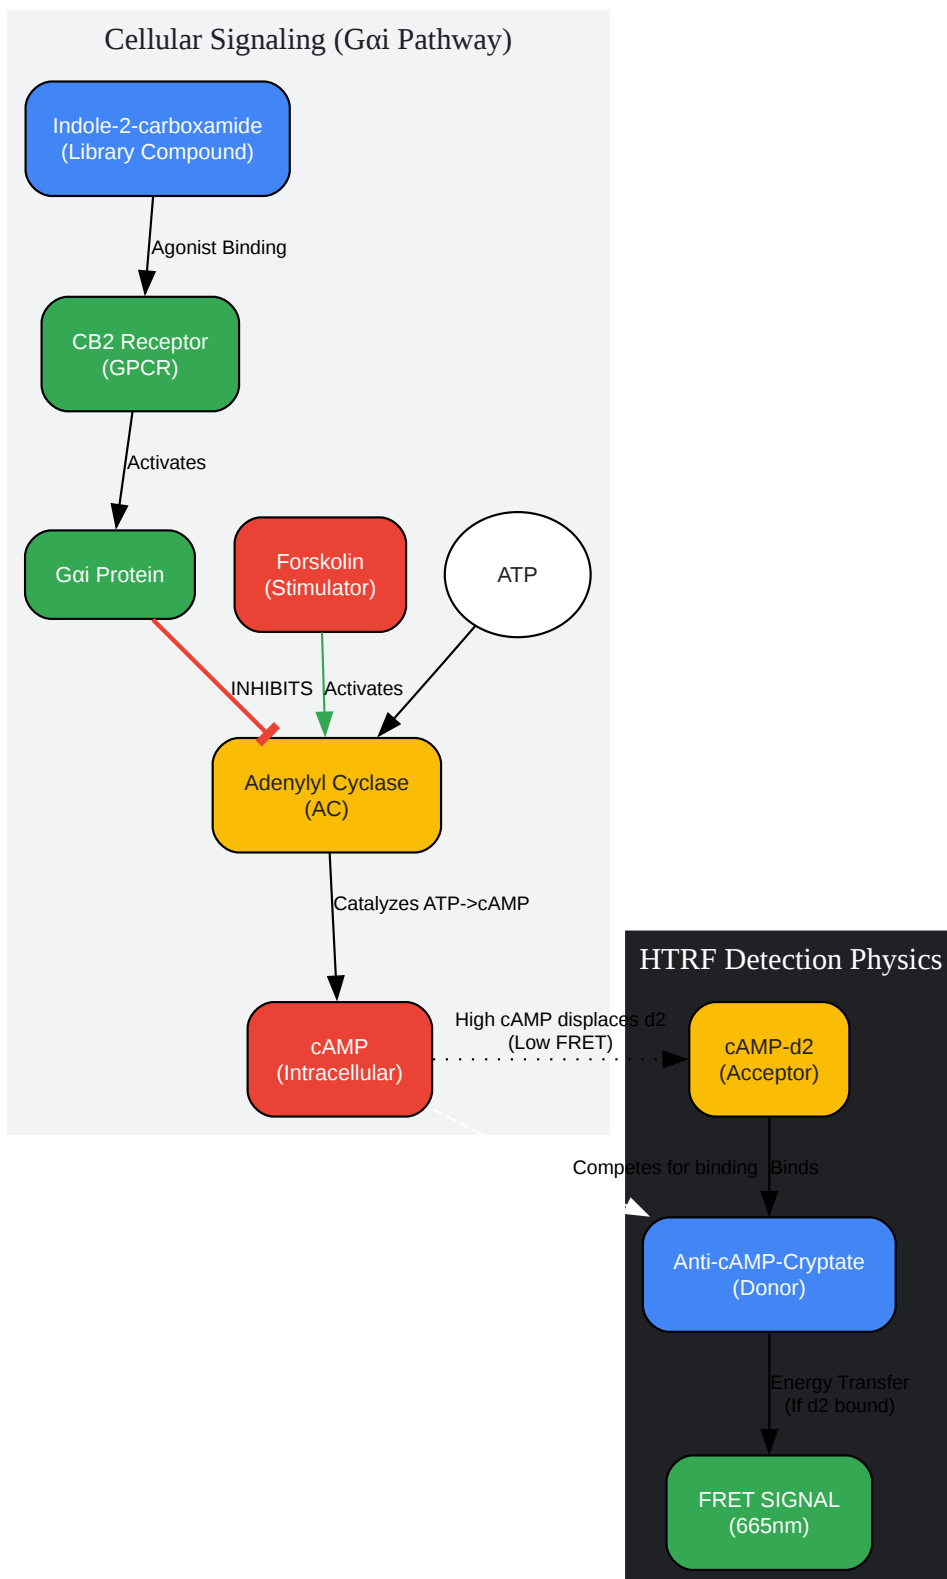 Cellular Signaling (Gαi Pathway)
Indole-2-carboxamide
(Library Compound)
Agonist Binding
CB2 Receptor
(GPCR)
Activates
Gαi Protein
Forskolin
(Stimulator)
ATP
INHIBITS
Activates
Adenylyl Cyclase
(AC)
Catalyzes ATP->cAMP
cAMP
(Intracellular)
High cAMP displaces d2
(Low FRET)
HTRF Detection Physics
cAMP-d2
(Acceptor)
Competes for binding
Binds
Anti-cAMP-Cryptate
(Donor)
Energy Transfer
(If d2 bound)
FRET SIGNAL
(665nm)